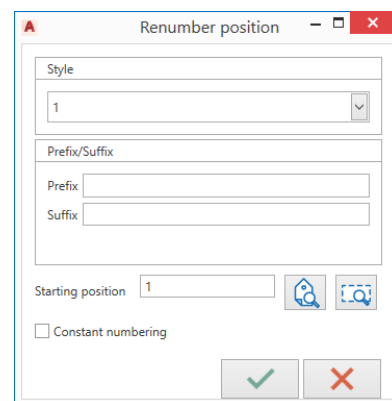 A
Renumber position
Style
1
Prefix/Suffix
Prefix
Suffix
Starting position 1
Constant numbering